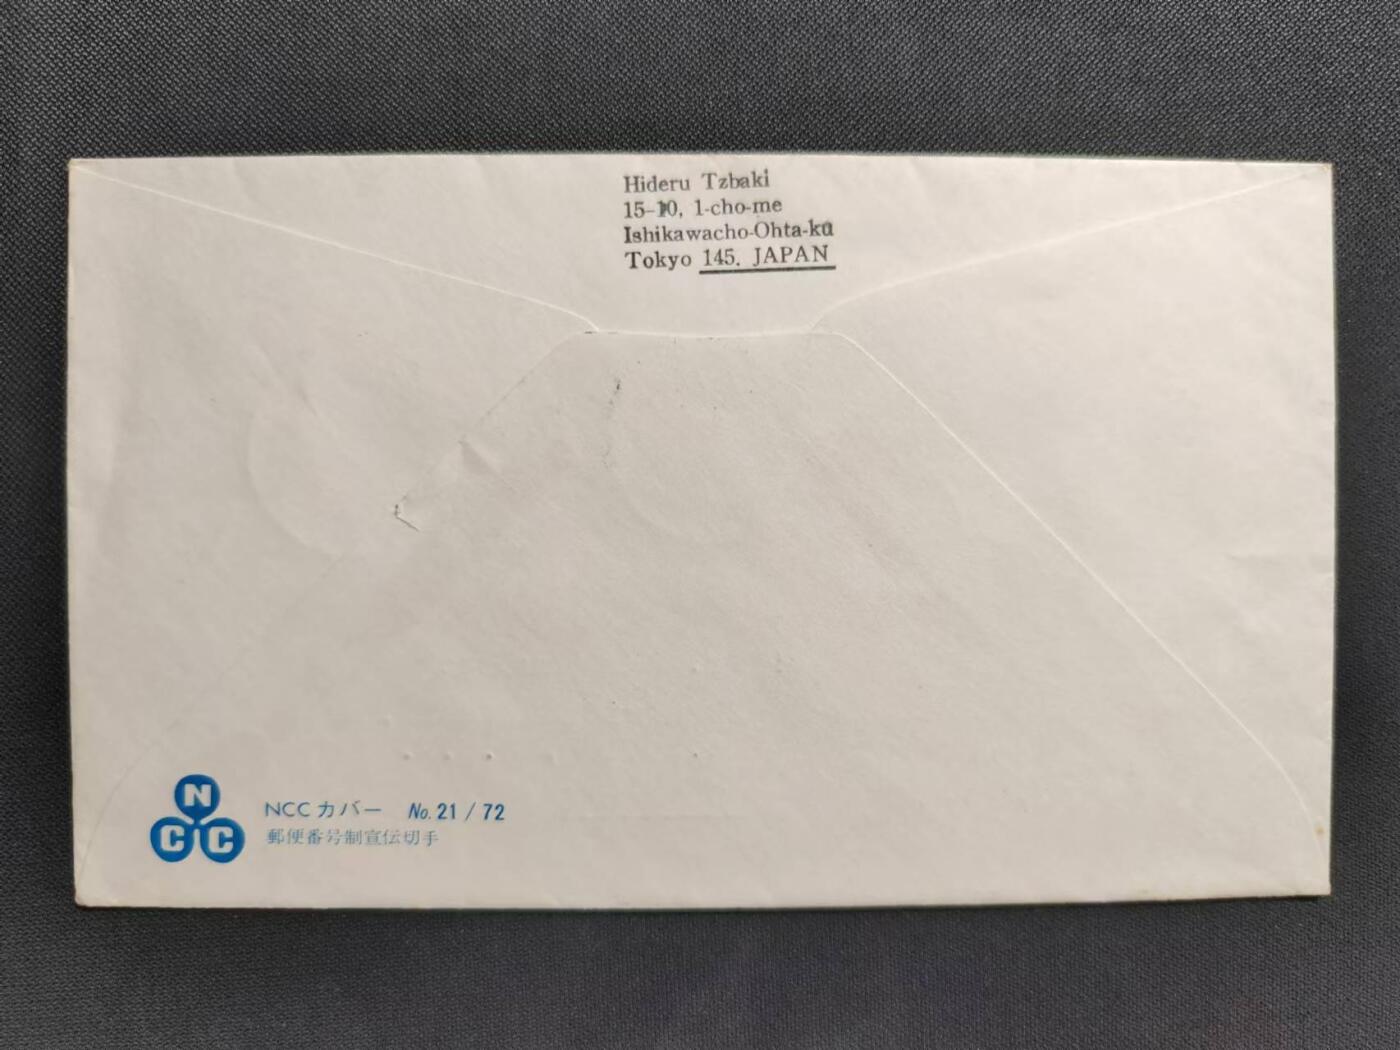 Hideru Tzbaki
15-10, 1-cho-me
Ishikawacho-Ohta-ku
Tokyo 145. JAPAN
N
C C
NCC カバー No. 21 / 72
郵便番号制宣伝切手